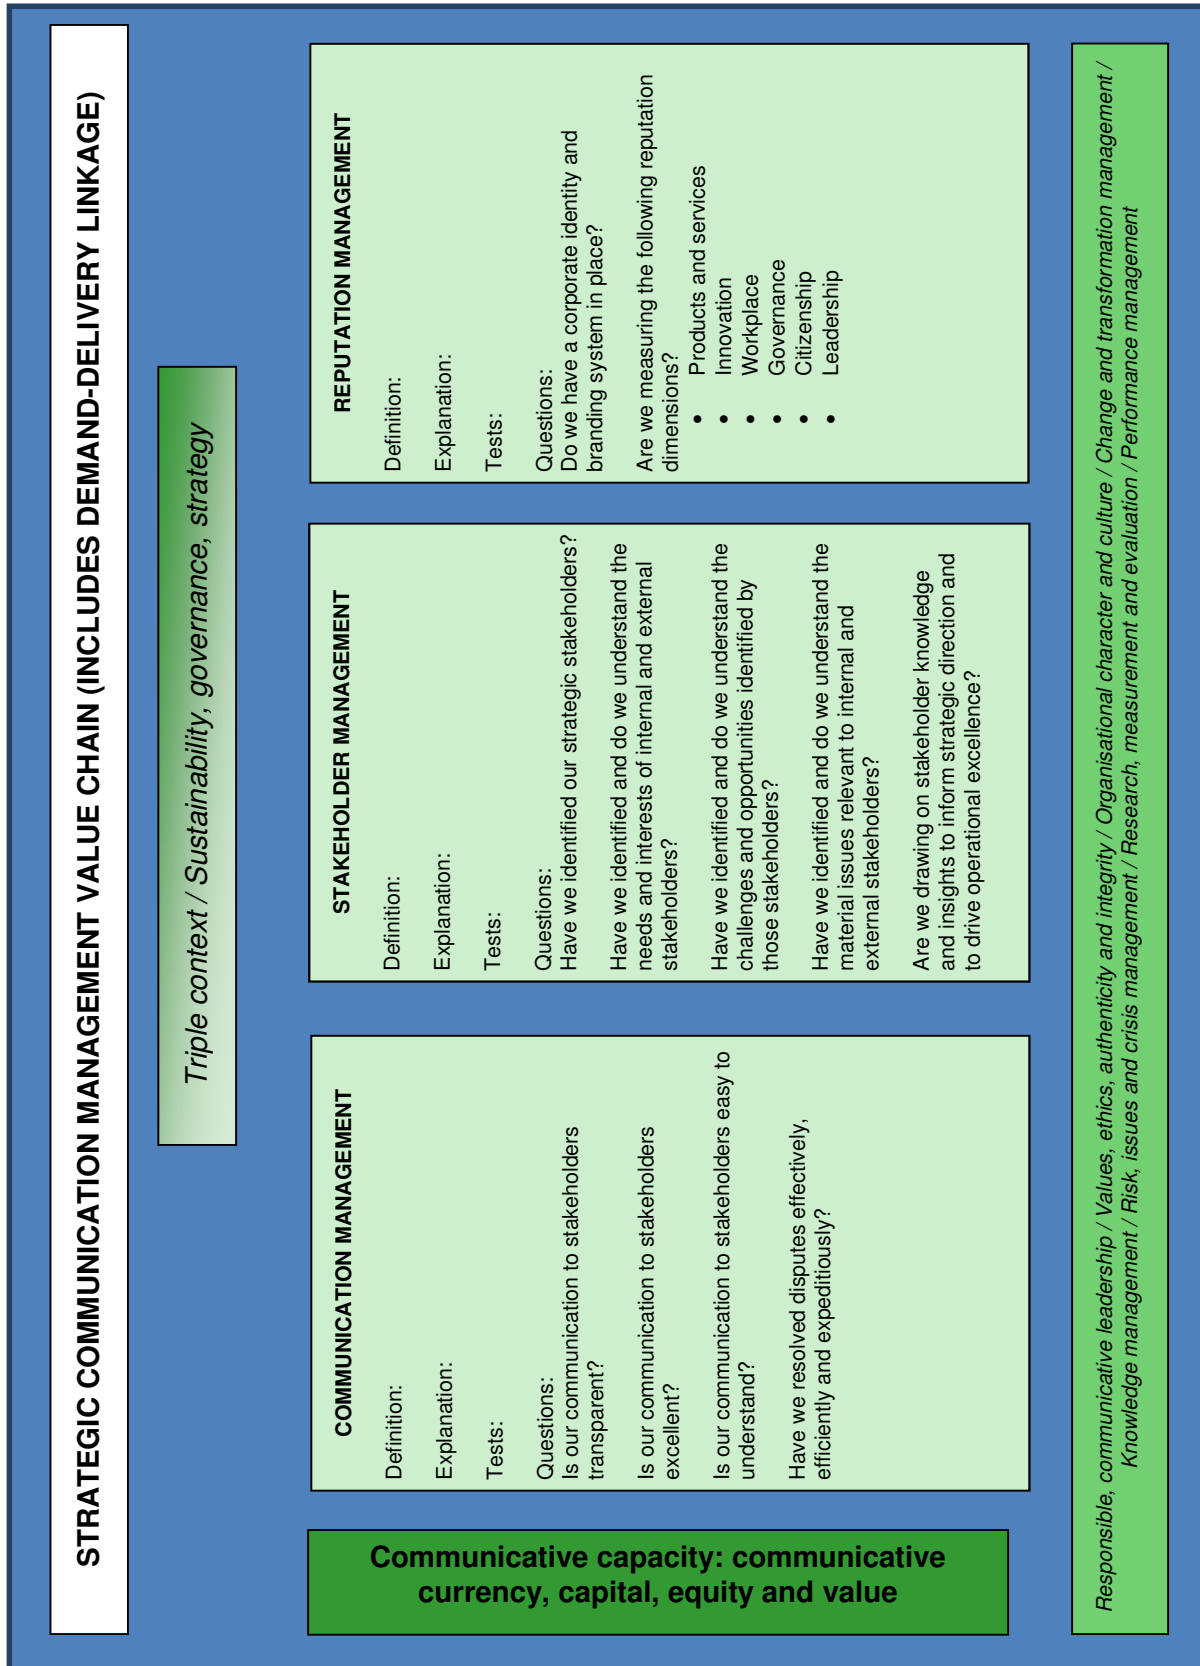 STRATEGIC COMMUNICATION MANAGEMENT VALUE CHAIN (INCLUDES DEMAND-DELIVERY LINKAGE)
Triple context / Sustainability, governance, strategy
Communicative capacity: communicative
currency, capital, equity and value
COMMUNICATION MANAGEMENT
Definition:
Explanation:
Tests:
Questions:
Is our communication to stakeholders
transparent?
Is our communication to stakeholders
excellent?
Is our communication to stakeholders easy to
understand?
Have we resolved disputes effectively,
efficiently and expeditiously?
STAKEHOLDER MANAGEMENT
Definition:
Explanation:
Tests:
Questions:
Have we identified our strategic stakeholders?
Have we identified and do we understand the
needs and interests of internal and external
stakeholders?
Have we identified and do we understand the
challenges and opportunities identified by
those stakeholders?
Have we identified and do we understand the
material issues relevant to internal and
external stakeholders?
Are we drawing on stakeholder knowledge
and insights to inform strategic direction and
to drive operational excellence?
REPUTATION MANAGEMENT
Definition:
Explanation:
Tests:
Questions:
Do we have a corporate identity and
branding system in place?
Are we measuring the following reputation
dimensions?
• Products and services
• Innovation
• Workplace
• Governance
• Citizenship
• Leadership
Responsible, communicative leadership / Values, ethics, authenticity and integrity / Organisational character and culture / Change and transformation management /
Knowledge management / Risk, issues and crisis management / Research, measurement and evaluation / Performance management